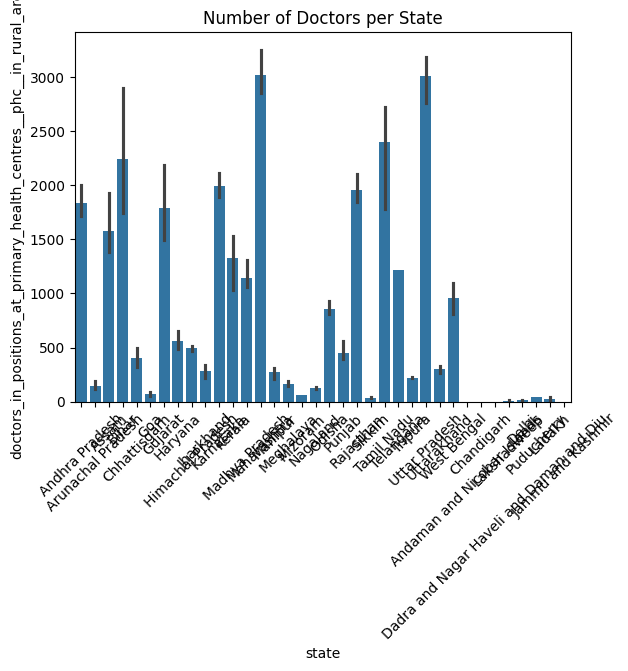 Number of Doctors per State
doctors_in_positions_at_primary_health_centres__phc__in_rural_are
3000
2500
2000
1500
1000
500
0
Andhra Pradesh
Arunachal Pradesh
Assam
Bihar
Chhattisgarh
Goa
Gujarat
Haryana
Himachal Pradesh
Jharkhand
Karnataka
Kerala
Madhya Pradesh
Maharashtra
Manipur
Meghalaya
Mizoram
Nagaland
Odisha
Punjab
Rajasthan
Sikkim
Tamil Nadu
Telangana
Tripura
Uttar Pradesh
Uttarakhand
West Bengal
Andaman and Nicobar Islands
Chandigarh
Dadra and Nagar Haveli and Daman and Diu
Delhi
Lakshadweep
Puducherry
Ladakh
Jammu and Kashmir
state